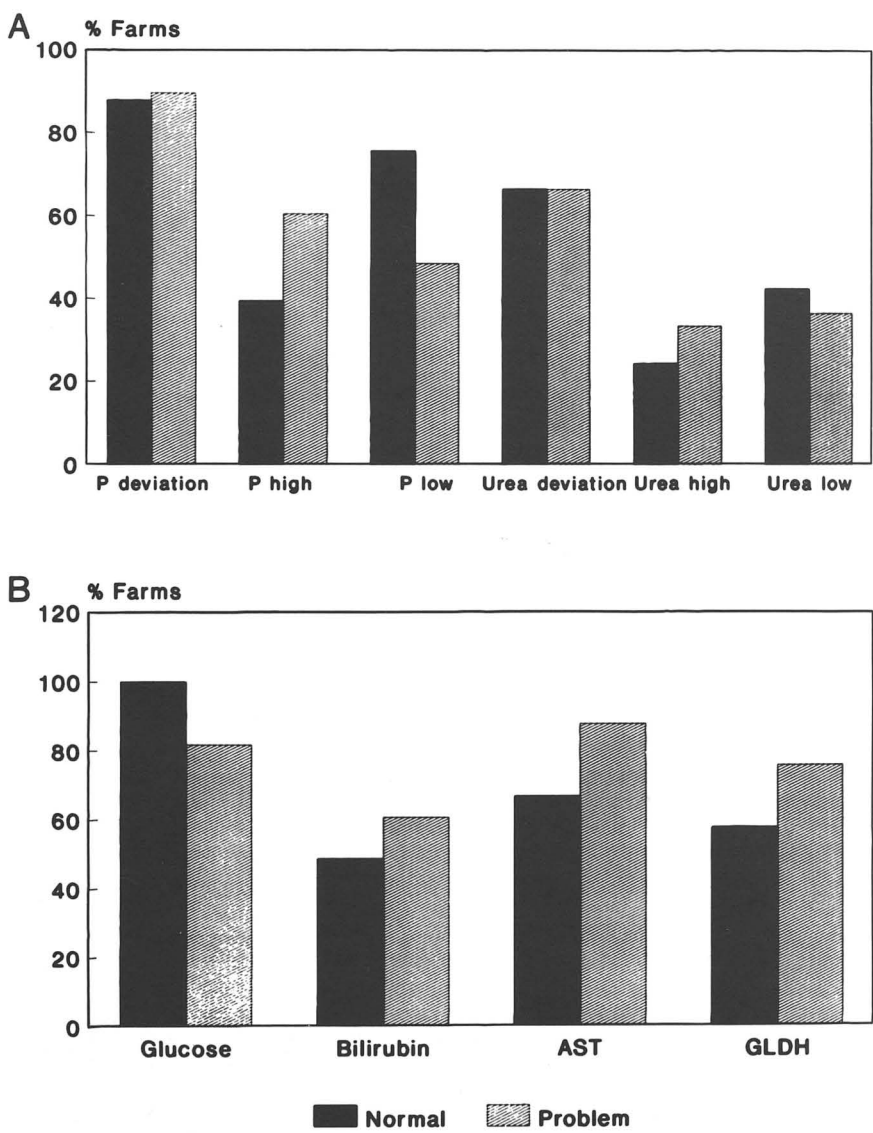 A
% Farms
100
80
60
40
20
0
P deviation P high P low Urea deviation Urea high Urea low
B
% Farms
120
100
80
60
40
20
0
Glucose Bilirubin AST GLDH
Normal Problem